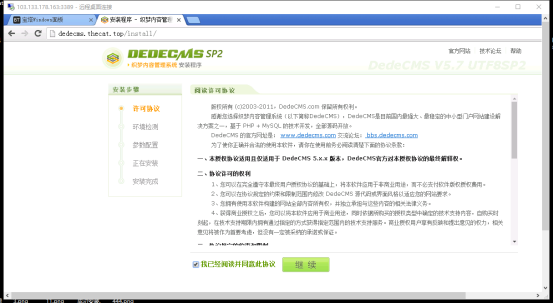 103.133.178.163:3389 - 远程桌面连接
宝塔Windows面板
安装程序 - 织梦内容管
dedecms.thecat.top/install/
DEDECMS SP2
织梦内容管理系统 安装程序
官方网站 技术论坛 帮助
DedeCMS V5.7 UTF8SP2
安装步骤
许可协议
环境检测
参数配置
正在安装
安装完成
阅读许可协议
版权所有 (c)2003-2011，DedeCMS.com 保留所有权利。
感谢您选择织梦内容管理系统（以下简称DedeCMS），DedeCMS是目前国内最强大、最稳定的中小型门户网站建设
解决方案之一，基于 PHP + MySQL 的技术开发，全部源码开放。
DedeCMS 的官方网址是： www.dedecms.com 交流论坛： bbs.dedecms.com
为了使你正确并合法的使用本软件，请你在使用前务必阅读清楚下面的协议条款：
一、本授权协议适用且仅适用于 DedeCMS 5.x.x 版本，DedeCMS官方对本授权协议的最终解释权。
二、协议许可的权利
1、您可以在完全遵守本最终用户授权协议的基础上，将本软件应用于非商业用途，而不必支付软件版权授权费用。
2、您可以在协议规定的约束和限制范围内修改 DedeCMS 源代码或界面风格以适应您的网站要求。
3、您拥有使用本软件构建的网站全部内容所有权，并独立承担与这些内容的相关法律义务。
4、获得商业授权之后，您可以将本软件应用于商业用途，同时依据所购买的授权类型中确定的技术支持内容，自购买时
刻起，在技术支持期限内拥有通过指定的方式获得指定范围内的技术支持服务。商业授权用户享有反映和提出意见的权力，相关
意见将被作为首要考虑，但没有一定被采纳的承诺或保证。
我已经阅读并同意此协议
继 续
1.png 11.png 444.png